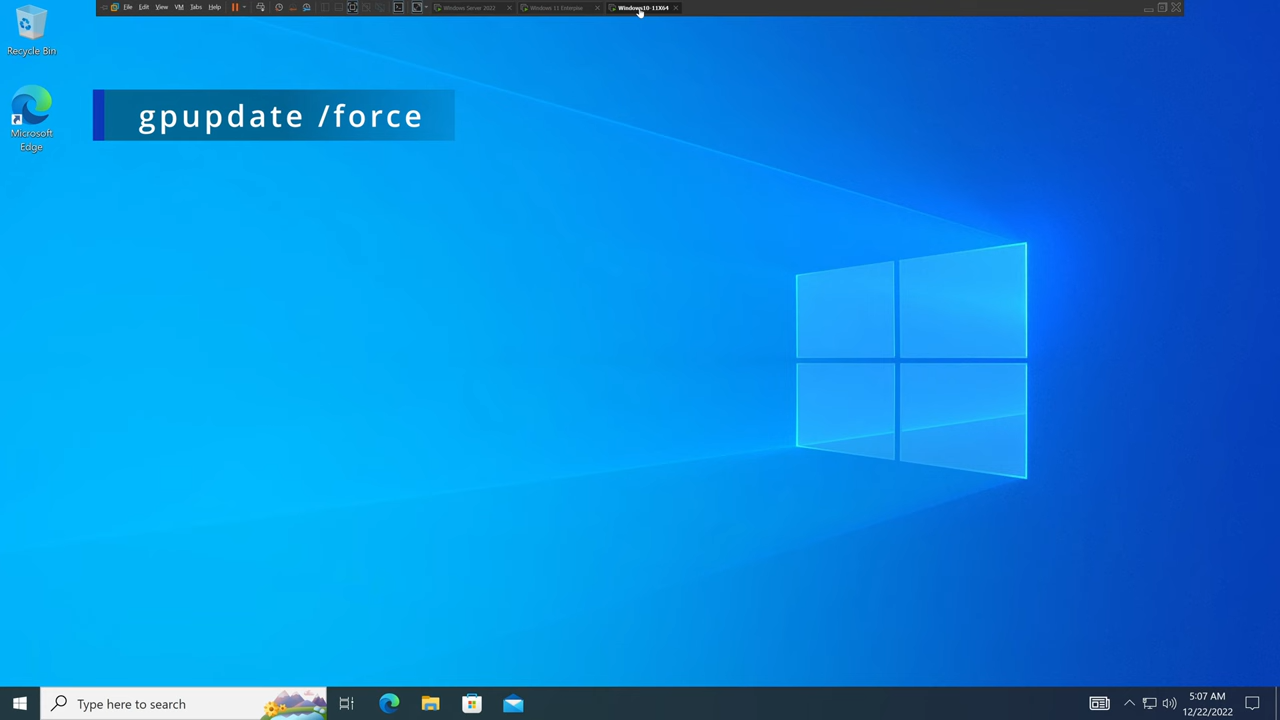 File Edit View VM Tabs Help
Windows Server 2022
Windows 11 Enterprise
Windows10-11X64
Recycle Bin
gpupdate /force
Microsoft
Edge
Type here to search
5:07 AM
12/22/2022